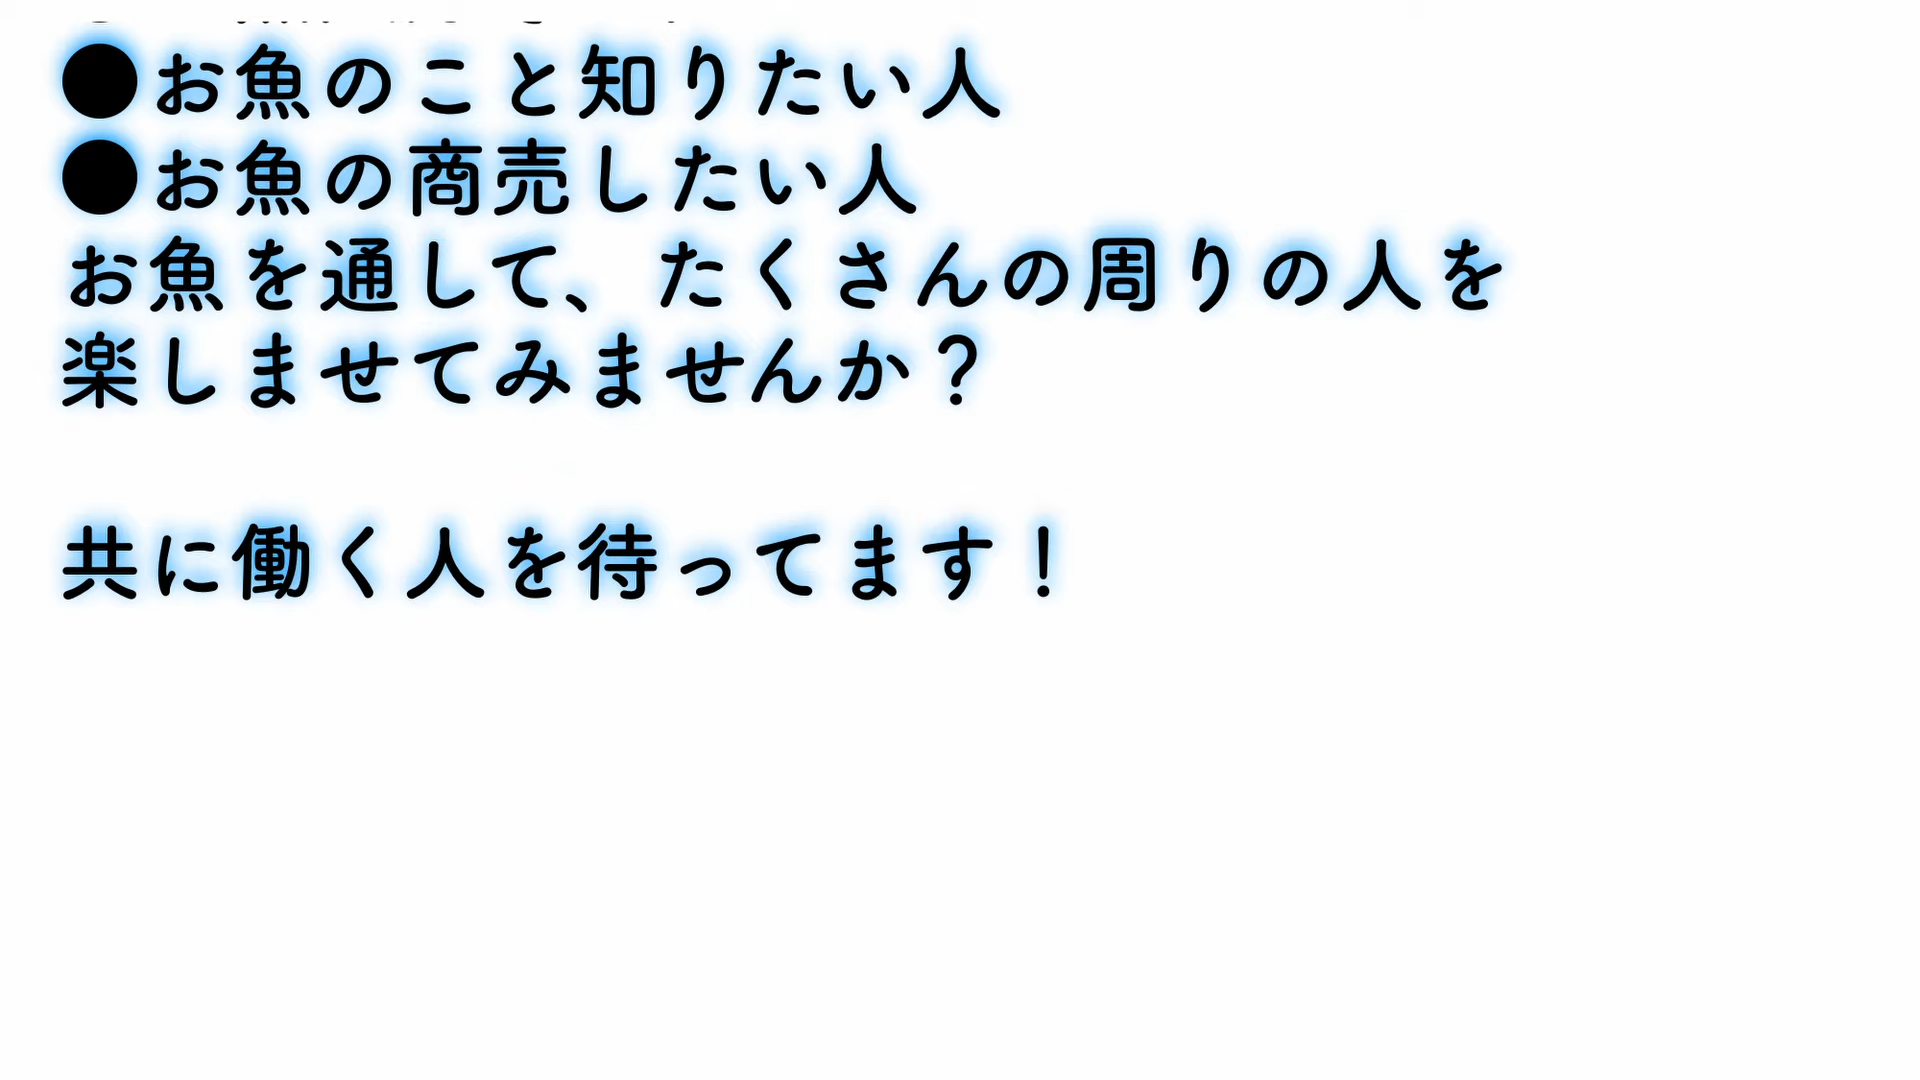 ●お魚のこと知りたい人
●お魚の商売したい人
お魚を通して、たくさんの周りの人を
楽しませてみませんか？
共に働く人を待ってます！